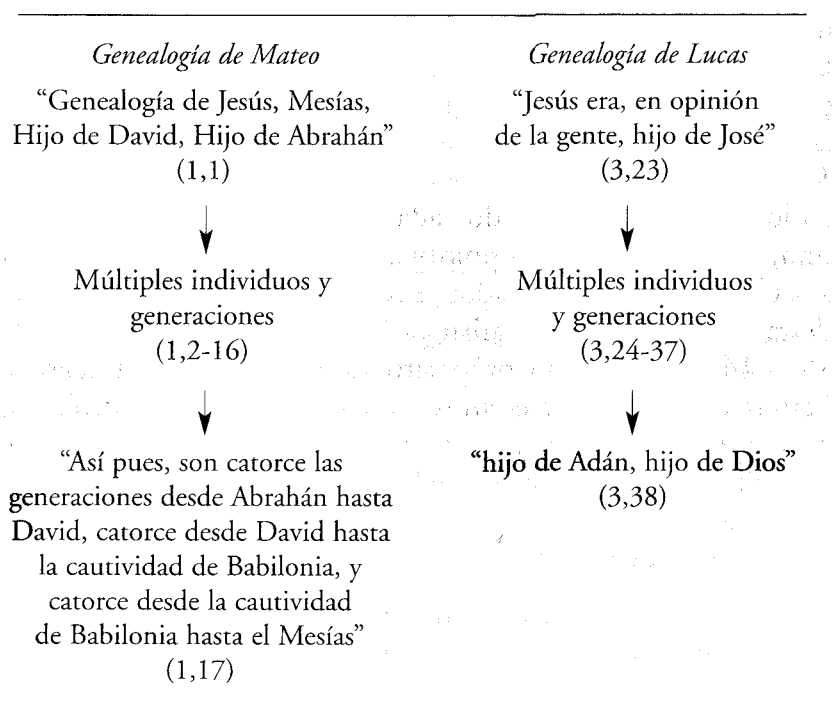 Genealogía de Mateo
“Genealogía de Jesús, Mesías,
Hijo de David, Hijo de Abrahán”
(1,1)
Múltiples individuos y
generaciones
(1,2-16)
“Así pues, son catorce las
generaciones desde Abrahán hasta
David, catorce desde David hasta
la cautividad de Babilonia, y
catorce desde la cautividad
de Babilonia hasta el Mesías”
(1,17)
Genealogía de Lucas
“Jesús era, en opinión
de la gente, hijo de José”
(3,23)
Múltiples individuos
y generaciones
(3,24-37)
“hijo de Adán, hijo de Dios”
(3,38)